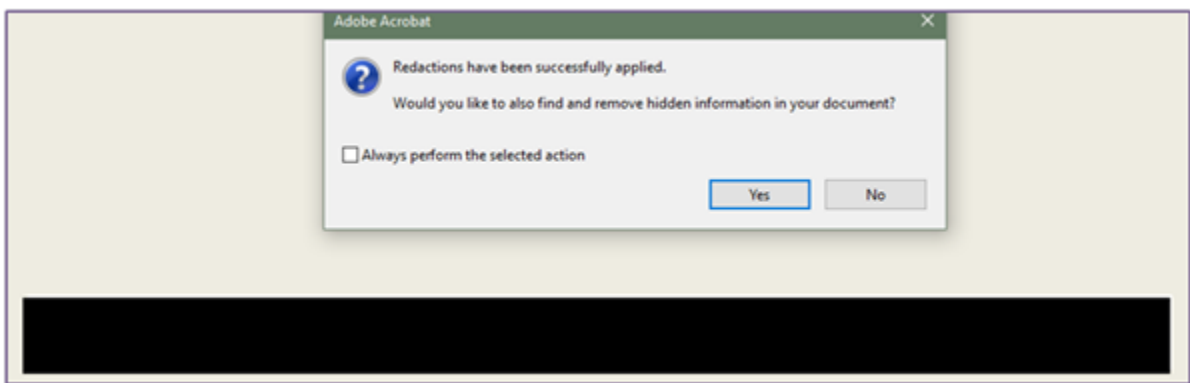 Adobe Acrobat
Redactions have been successfully applied.
Would you like to also find and remove hidden information in your document?
Always perform the selected action
Yes No